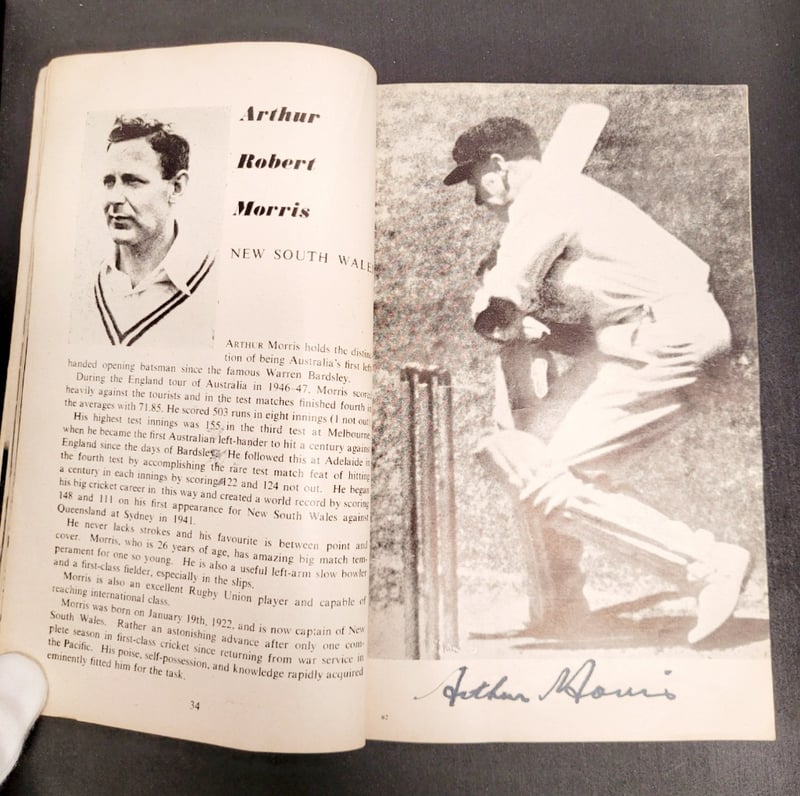 Arthur
Robert
Morris
NEW SOUTH WALE
ARTHUR Morris holds the distinc
tion of being Australia's first left
handed opening batsman since the famous Warren Bardsley.
During the England tour of Australia in 1946-47, Morris scored
heavily against the tourists and in the test matches finished fourth in
the averages with 71.85. He scored 503 runs in eight innings (1 not out
His highest test innings was 155 in the third test at Melbourne
when he became the first Australian left-hander to hit a century against
England since the days of Bardsley. He followed this at Adelaide in
the fourth test by accomplishing the rare test match feat of hitting
a century in each innings by scoring 122 and 124 not out. He began
his big cricket career in this way and created a world record by scoring
148 and 111 on his first appearance for New South Wales against
Queensland at Sydney in 1941.
He never lacks strokes and his favourite is between point and
cover. Morris, who is 26 years of age, has amazing big match tem-
perament for one so young. He is also a useful left-arm slow bowler
and a first-class fielder, especially in the slips.
Morris is also an excellent Rugby Union player and capable of
reaching international class.
Morris was born on January 19th, 1922, and is now captain of New
South Wales. Rather an astonishing advance after only one com-
plete season in first-class cricket since returning from war service in
the Pacific. His poise, self-possession, and knowledge rapidly acquired
eminently fitted him for the task.
34
Arthur Morris